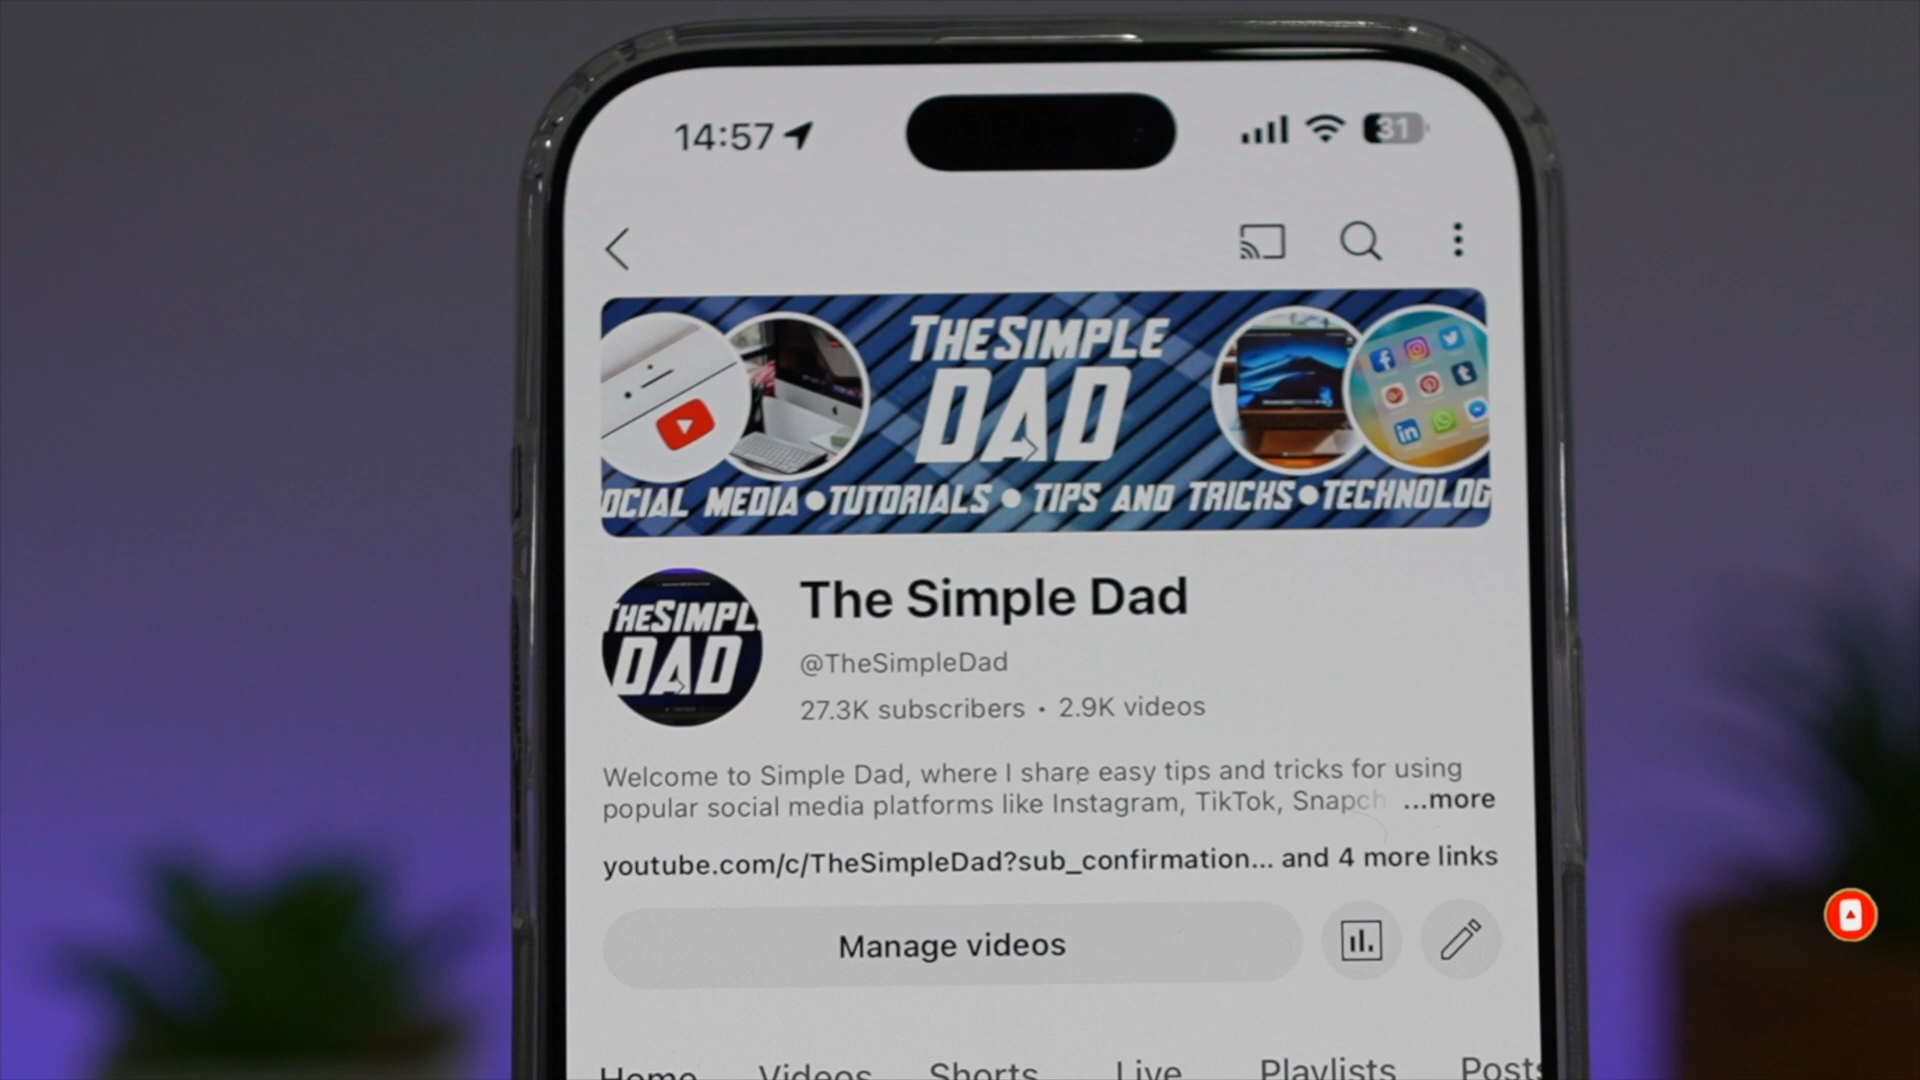 14:57
31
THE SIMPLE
DAD
OCIAL MEDIA • TUTORIALS • TIPS AND TRICKS • TECHNOLOG
THESIMPL
DAD
The Simple Dad
@TheSimpleDad
27.3K subscribers • 2.9K videos
Welcome to Simple Dad, where I share easy tips and tricks for using
popular social media platforms like Instagram, TikTok, Snapch ...more
youtube.com/c/TheSimpleDad?sub_confirmation... and 4 more links
Manage videos
Home Videos Shorts Live Playlists Posts